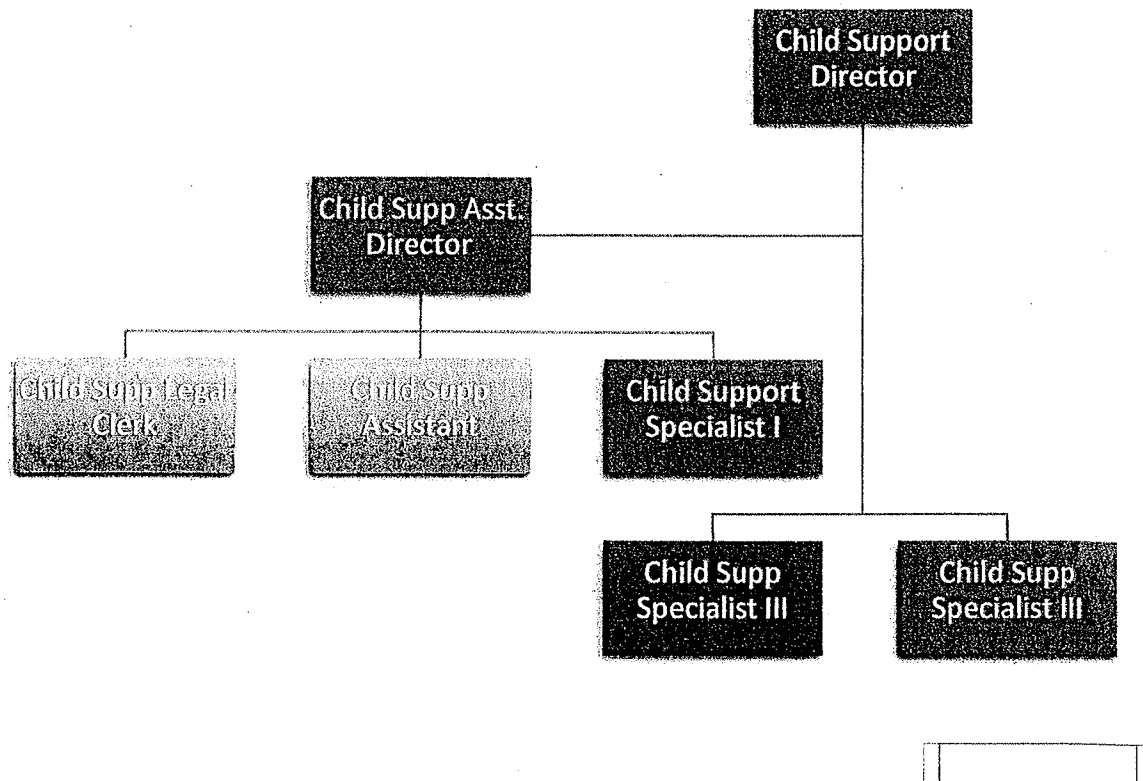 Child Support
Director
Child Supp Asst.
Director
Child Supp Legal
Clerk
Child Supp
Assistant
Child Support
Specialist I
Child Supp
Specialist III
Child Supp
Specialist III